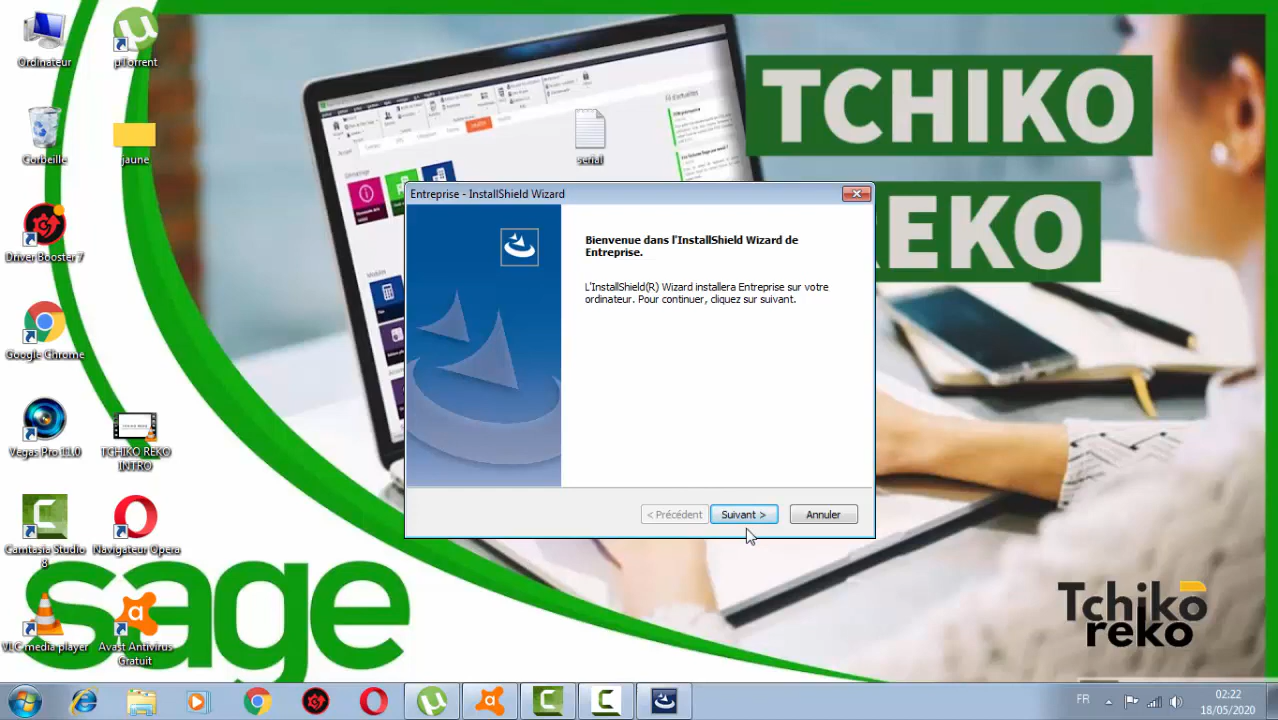 Ordinateur
µTorrent
Corbeille
jaune
Driver Booster 7
Google Chrome
Vegas Pro 11.0
TCHIKO REKO
INTRO
Camtasia Studio
8
Navigateur Opera
VLC media player
Avast Antivirus
Gratuit
serial
TCHIKO
REKO
Entreprise - InstallShield Wizard
Bienvenue dans l'InstallShield Wizard de
Entreprise.
L'InstallShield(R) Wizard installera Entreprise sur votre
ordinateur. Pour continuer, cliquez sur suivant.
< Précédent
Suivant >
Annuler
sage
Tchiko
reko
FR
02:22
18/05/2020